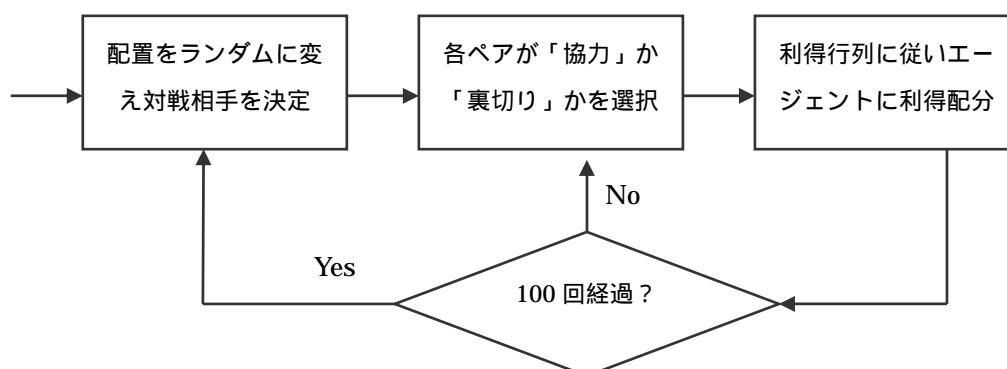 配置をランダムに変
え対戦相手を決定
各ペアが「協力」か
「裏切り」かを選択
利得行列に従いエー
ジェントに利得配分
No
Yes
100 回経過？